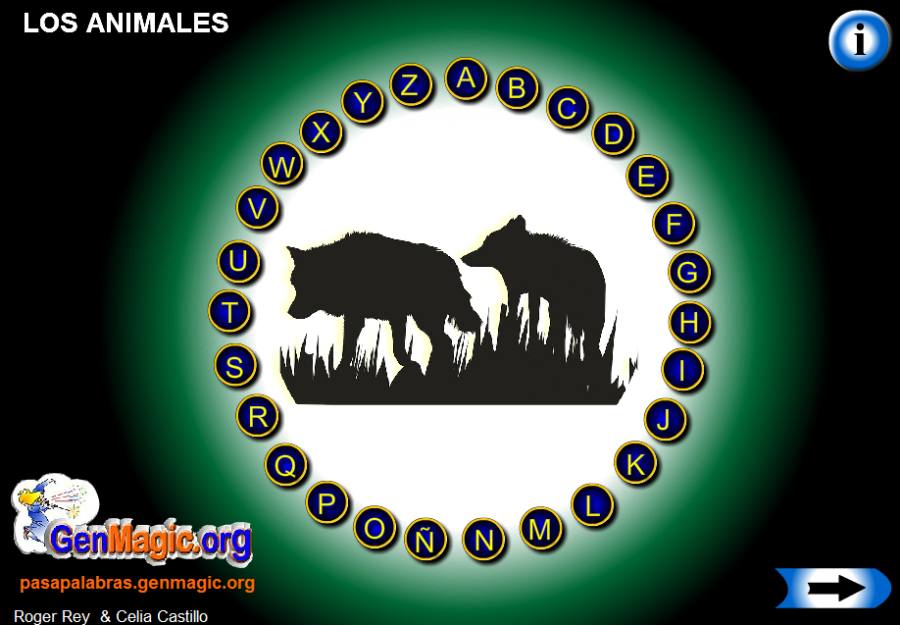 LOS ANIMALES
i
A
B
C
D
E
F
G
H
I
J
K
L
M
N
Ñ
O
P
Q
R
S
T
U
V
W
X
Y
Z
GenMagic.org
pasapalabras.genmagic.org
Roger Rey & Celia Castillo